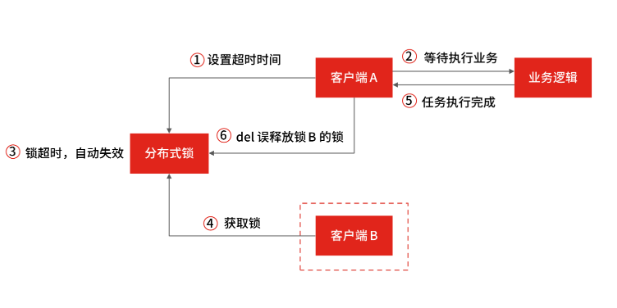 ① 设置超时时间
客户端 A
② 等待执行业务
业务逻辑
⑤ 任务执行完成
③ 锁超时，自动失效
分布式锁
⑥ del 误释放锁 B 的锁
④ 获取锁
客户端 B